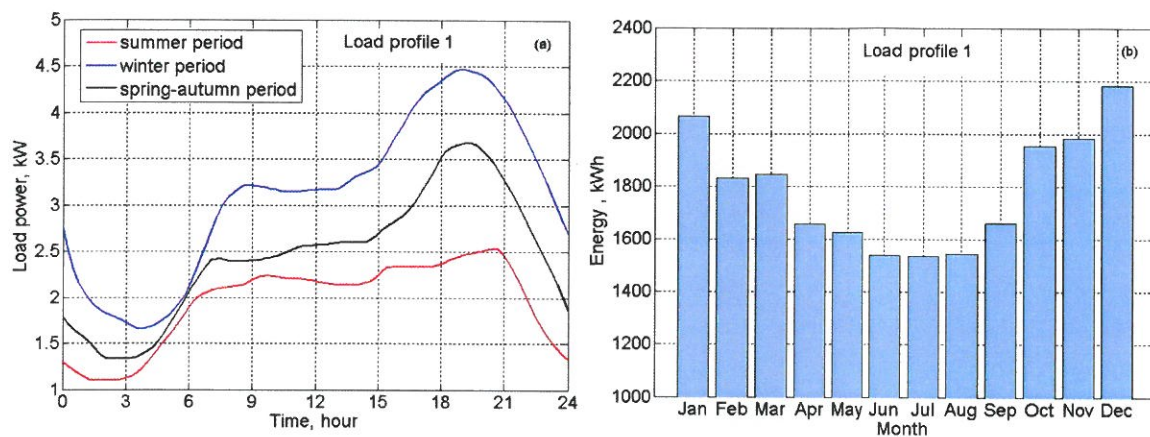 5
4.5
4
3.5
3
2.5
2
1.5
1
Load power, kW
summer period
winter period
spring-autumn period
Load profile 1
(a)
0 3 6 9 12 15 18 21 24
Time, hour
2400
2200
2000
1800
1600
1400
1200
1000
Energy , kWh
Load profile 1
(b)
Jan Feb Mar Apr May Jun Jul Aug Sep Oct Nov Dec
Month